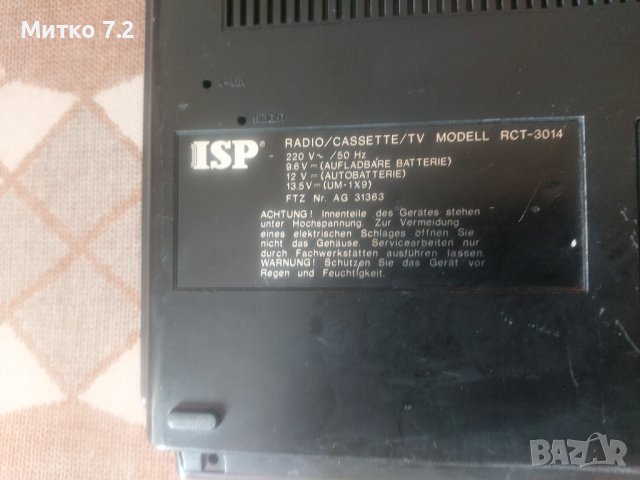 Митко 7.2
ISP
RADIO/CASSETTE/TV MODELL RCT-3014
220 V~ /50 Hz
9.6V⎓(AUFLADBARE BATTERIE)
12 V⎓(AUTOBATTERIE)
13.5V⎓(UM-1X9)
FTZ Nr. AG 31363
ACHTUNG! Innenteile des Gerätes stehen
unter Hochspannung. Zur Vermeidung
eines elektrischen Schlages öffnen Sie
nicht das Gehäuse. Servicearbeiten nur
durch Fachwerkstätten ausführen lassen.
WARNUNG! Schützen Sie das Gerät vor
Regen und Feuchtigkeit.
BAZAR